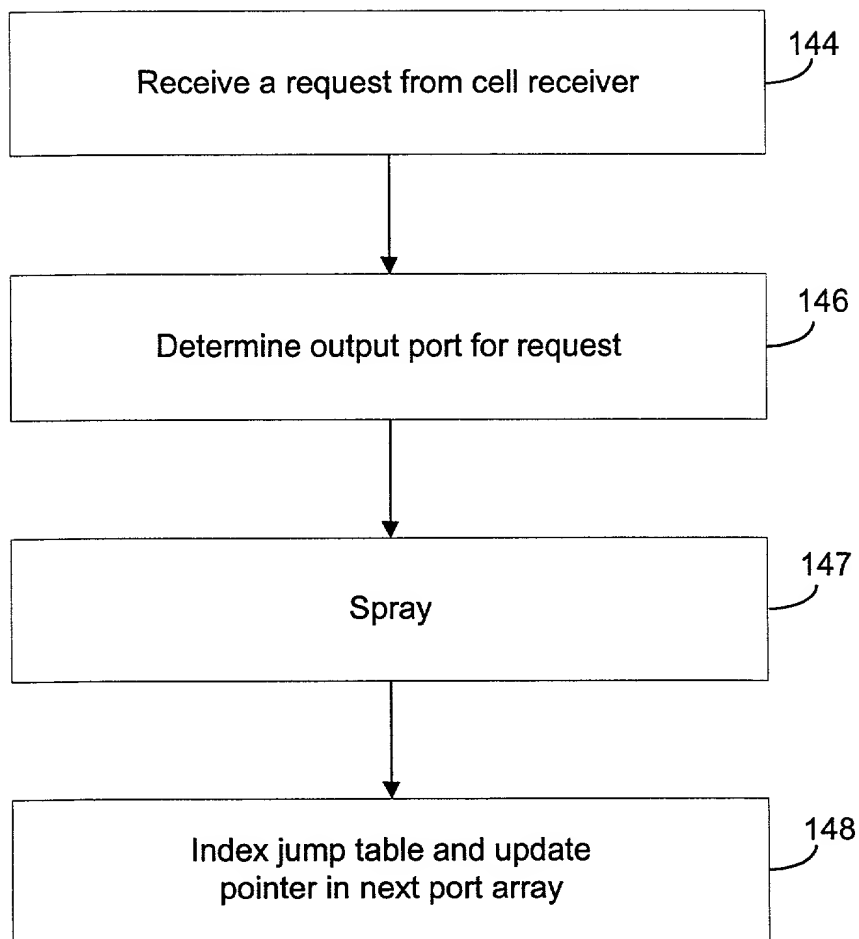 144
Receive a request from cell receiver
146
Determine output port for request
147
Spray
148
Index jump table and update
pointer in next port array